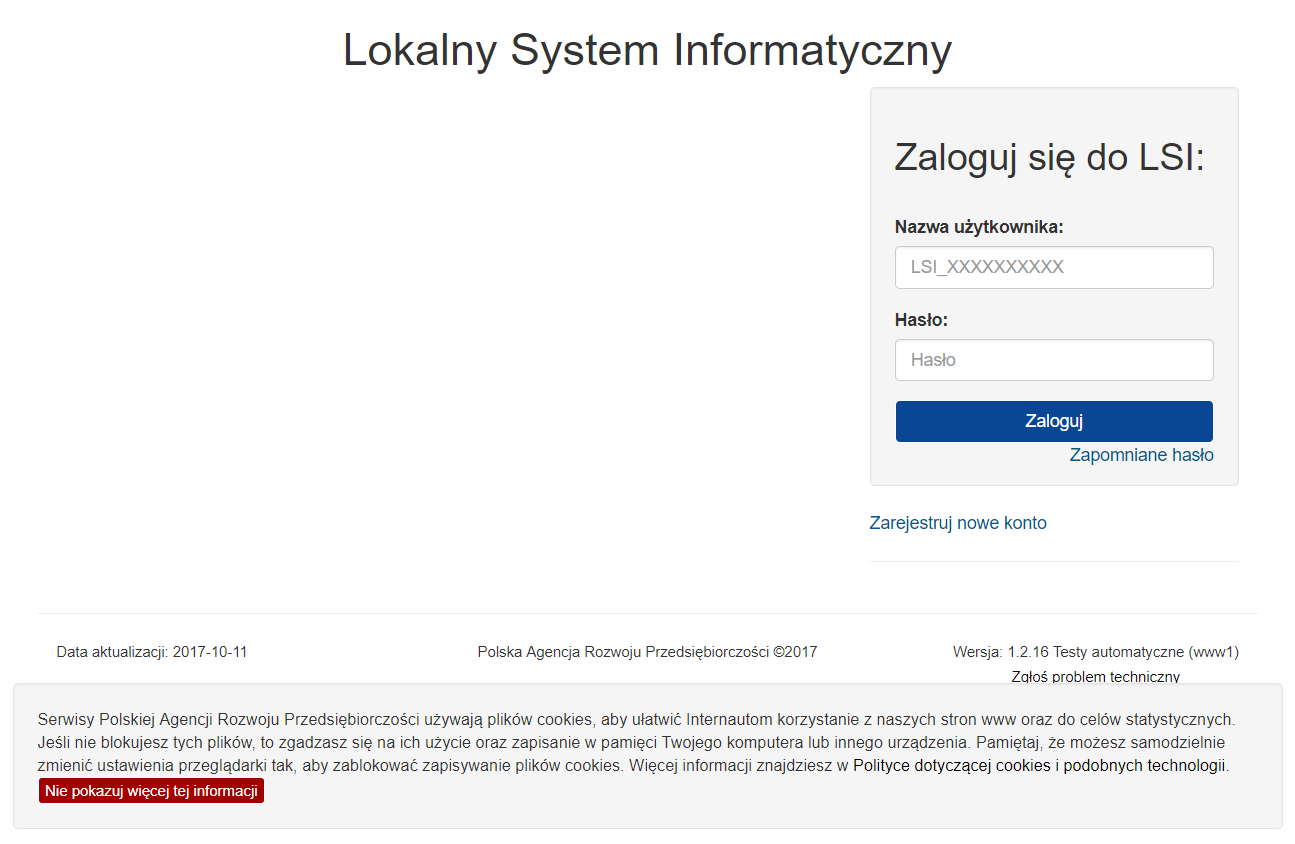 Lokalny System Informatyczny
Zaloguj się do LSI:
Nazwa użytkownika:
LSI_XXXXXXXXXX
Hasło:
Hasło
Zaloguj
Zapomniane hasło
Zarejestruj nowe konto
Data aktualizacji: 2017-10-11
Polska Agencja Rozwoju Przedsiębiorczości ©2017
Wersja: 1.2.16 Testy automatyczne (www1)
Zgłoś problem techniczny
Serwisy Polskiej Agencji Rozwoju Przedsiębiorczości używają plików cookies, aby ułatwić Internautom korzystanie z naszych stron www oraz do celów statystycznych.
Jeśli nie blokujesz tych plików, to zgadzasz się na ich użycie oraz zapisanie w pamięci Twojego komputera lub innego urządzenia. Pamiętaj, że możesz samodzielnie
zmienić ustawienia przeglądarki tak, aby zablokować zapisywanie plików cookies. Więcej informacji znajdziesz w Polityce dotyczącej cookies i podobnych technologii.
Nie pokazuj więcej tej informacji